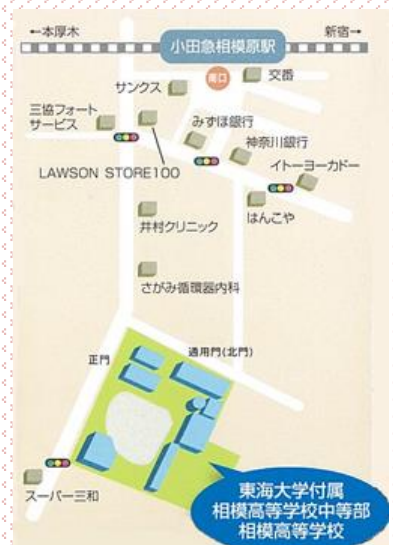 ←本厚木
新宿→
小田急相模原駅
南口
交番
サンクス
三協フォート
サービス
みずほ銀行
神奈川銀行
イトーヨーカドー
LAWSON STORE100
はんこや
井村クリニック
さがみ循環器内科
正門
通用門(北門)
スーパー三和
東海大学付属
相模高等学校中等部
相模高等学校